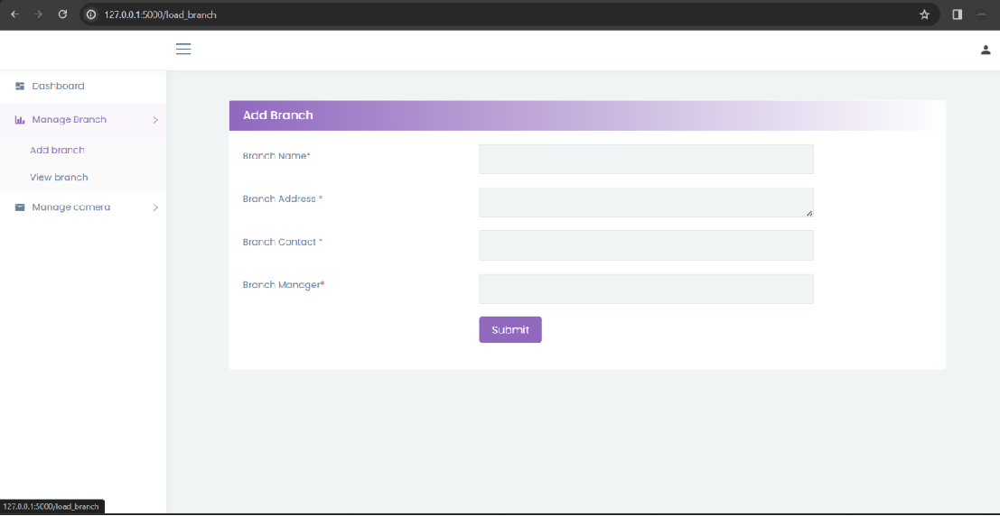 127.0.0.1:5000/load_branch
Dashboard
Manage Branch
Add branch
View branch
Manage camera
Add Branch
Branch Name*
Branch Address *
Branch Contact *
Branch Manager*
Submit
127.0.0.1:5000/load_branch